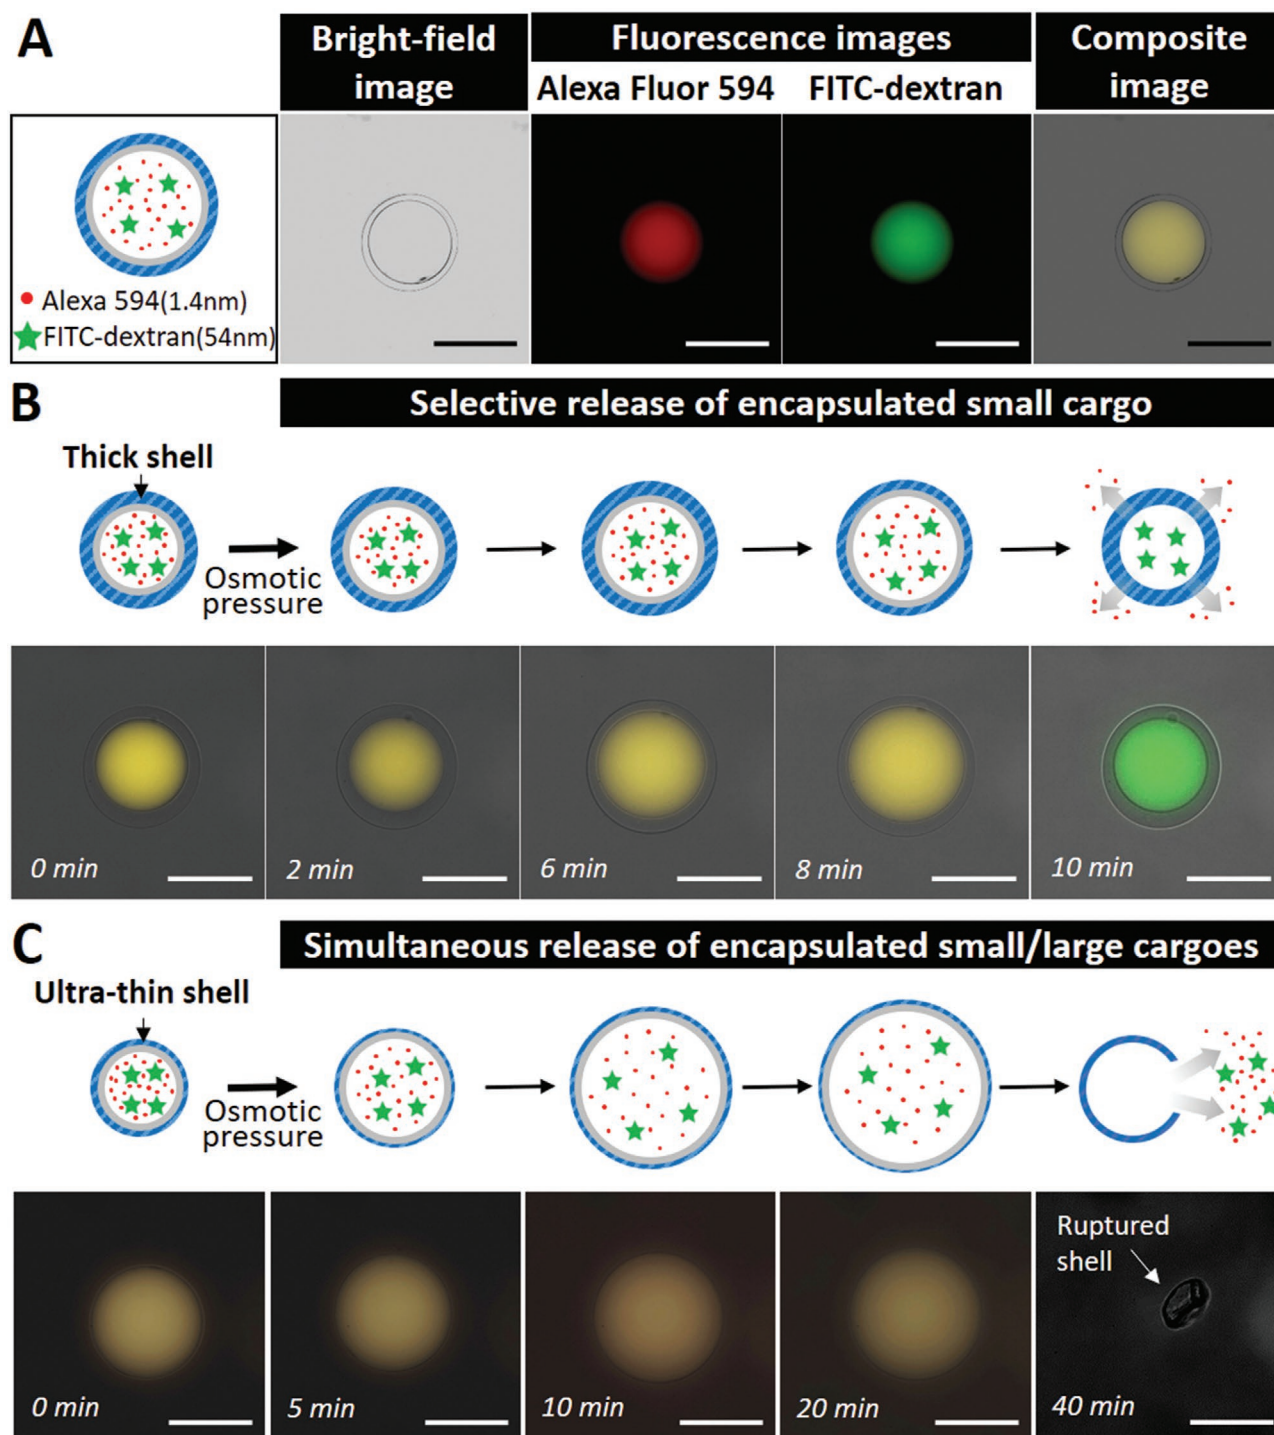 A
Bright-field
image
Fluorescence images
Alexa Fluor 594
FITC-dextran
Composite
image
Alexa 594(1.4nm)
FITC-dextran(54nm)
B
Selective release of encapsulated small cargo
Thick shell
Osmotic
pressure
0 min
2 min
6 min
8 min
10 min
C
Simultaneous release of encapsulated small/large cargoes
Ultra-thin shell
Osmotic
pressure
Ruptured
shell
0 min
5 min
10 min
20 min
40 min